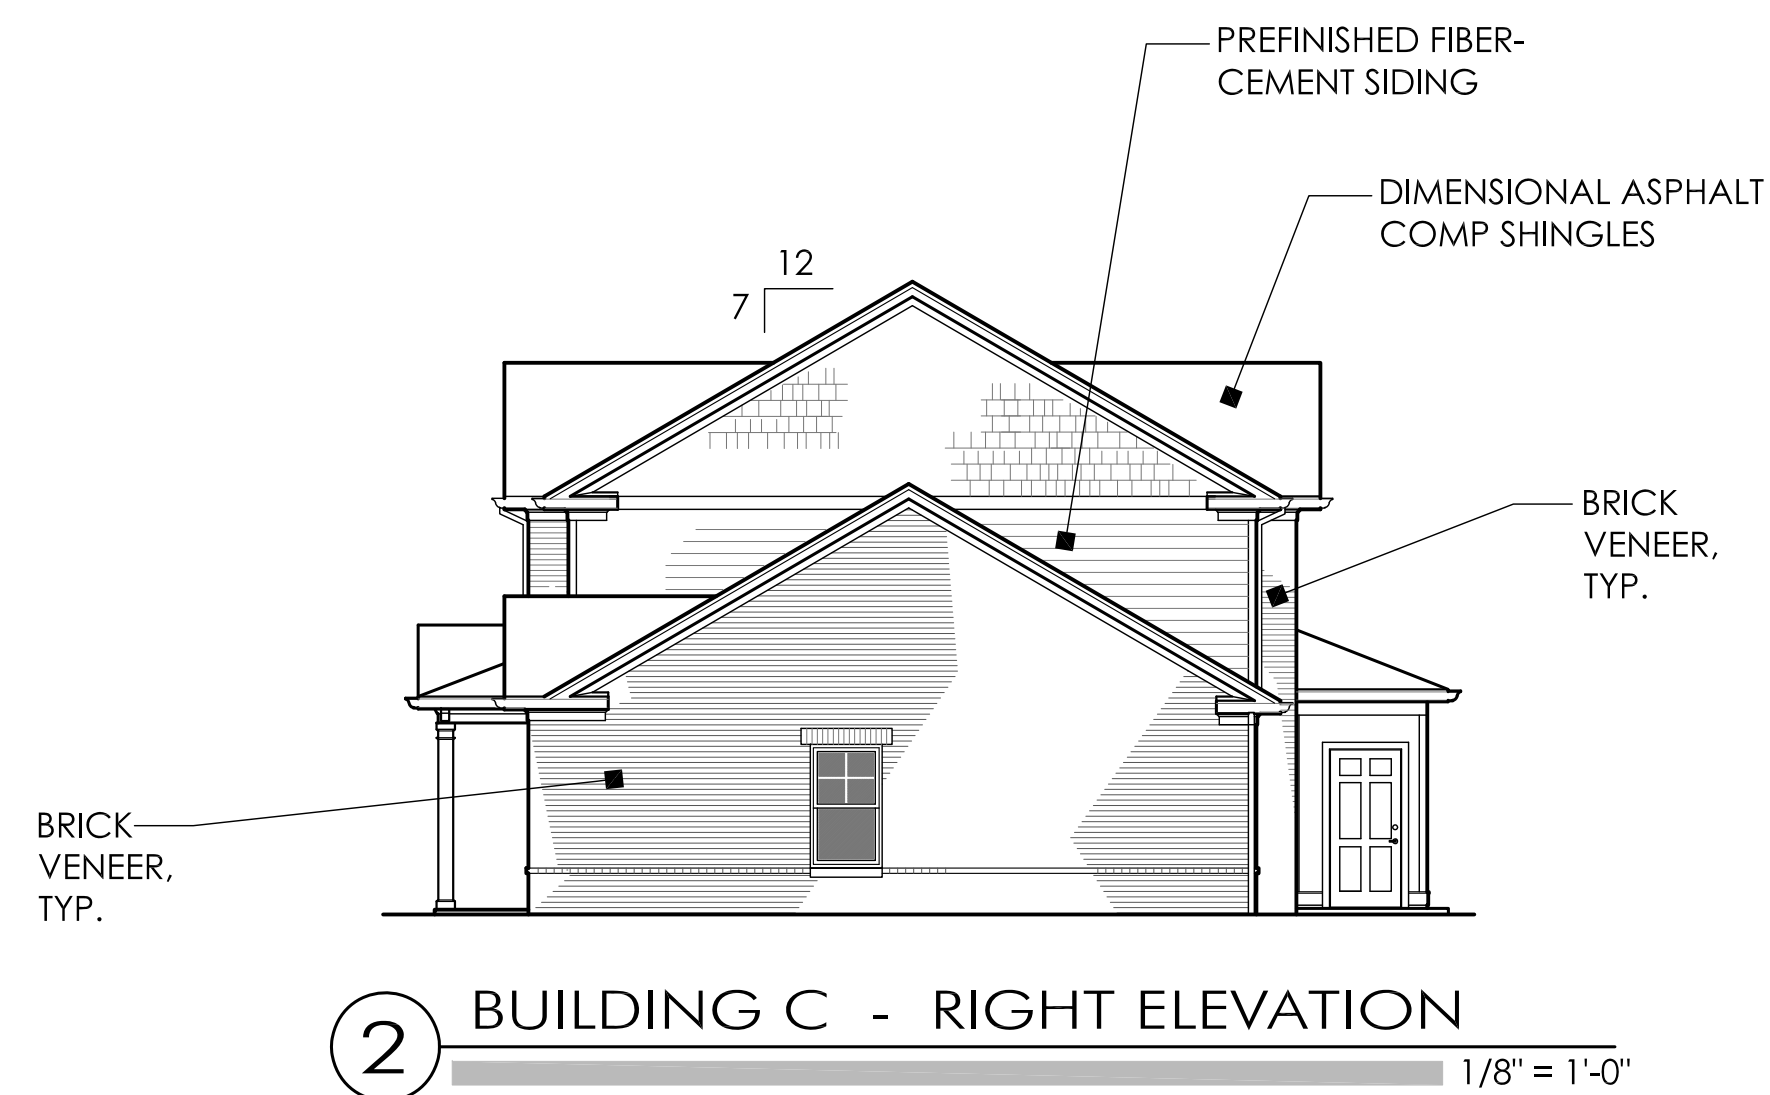 PREFINISHED FIBER-
CEMENT SIDING
DIMENSIONAL ASPHALT
COMP SHINGLES
12
7
BRICK
VENEER,
TYP.
BRICK
VENEER,
TYP.
2
BUILDING C - RIGHT ELEVATION
1/8" = 1'-0"